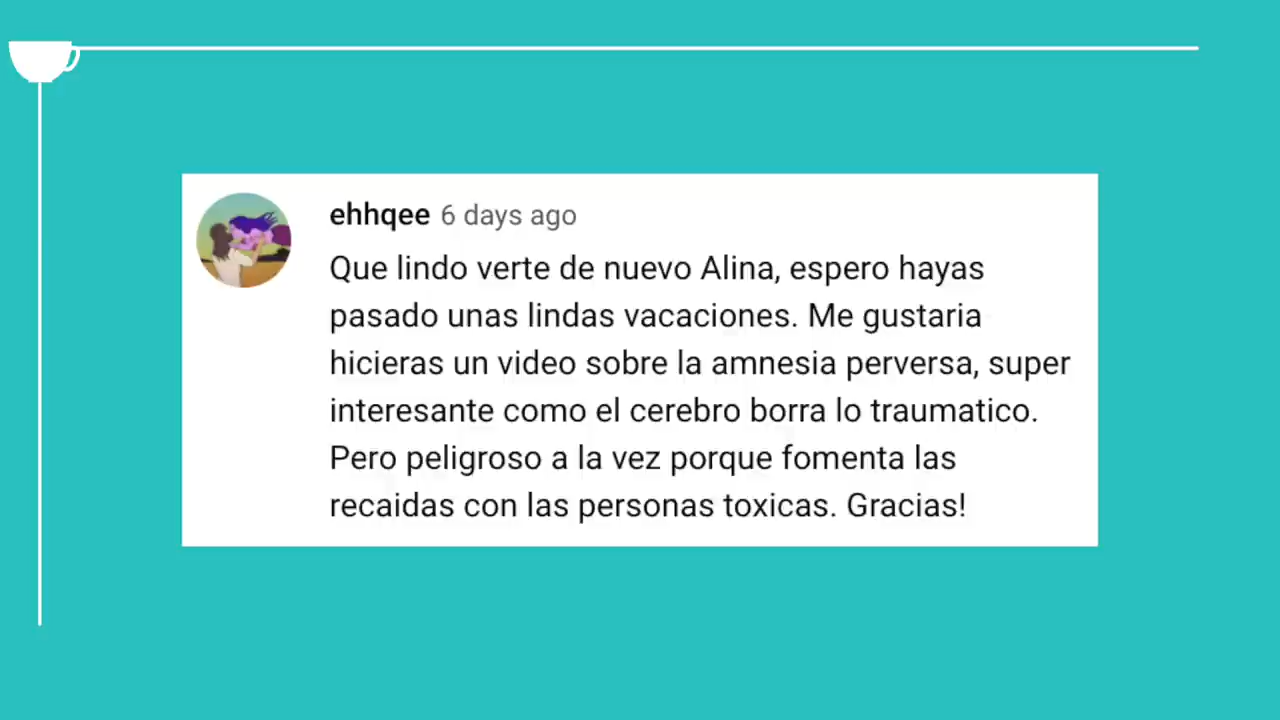 ehhqee 6 days ago
Que lindo verte de nuevo Alina, espero hayas
pasado unas lindas vacaciones. Me gustaria
hicieras un video sobre la amnesia perversa, super
interesante como el cerebro borra lo traumatico.
Pero peligroso a la vez porque fomenta las
recaidas con las personas toxicas. Gracias!